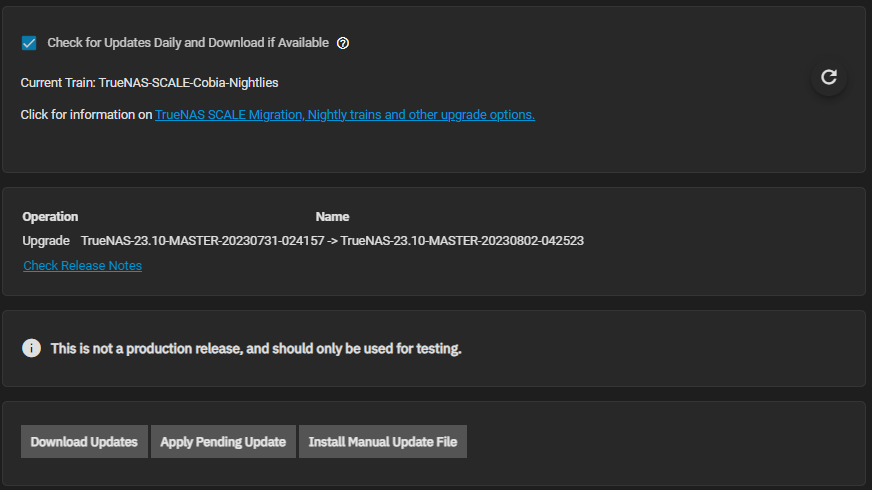 Check for Updates Daily and Download if Available
Current Train: TrueNAS-SCALE-Cobia-Nightlies
Click for information on TrueNAS SCALE Migration, Nightly trains and other upgrade options.
Operation Name
Upgrade TrueNAS-23.10-MASTER-20230731-024157 -> TrueNAS-23.10-MASTER-20230802-042523
Check Release Notes
This is not a production release, and should only be used for testing.
Download Updates Apply Pending Update Install Manual Update File